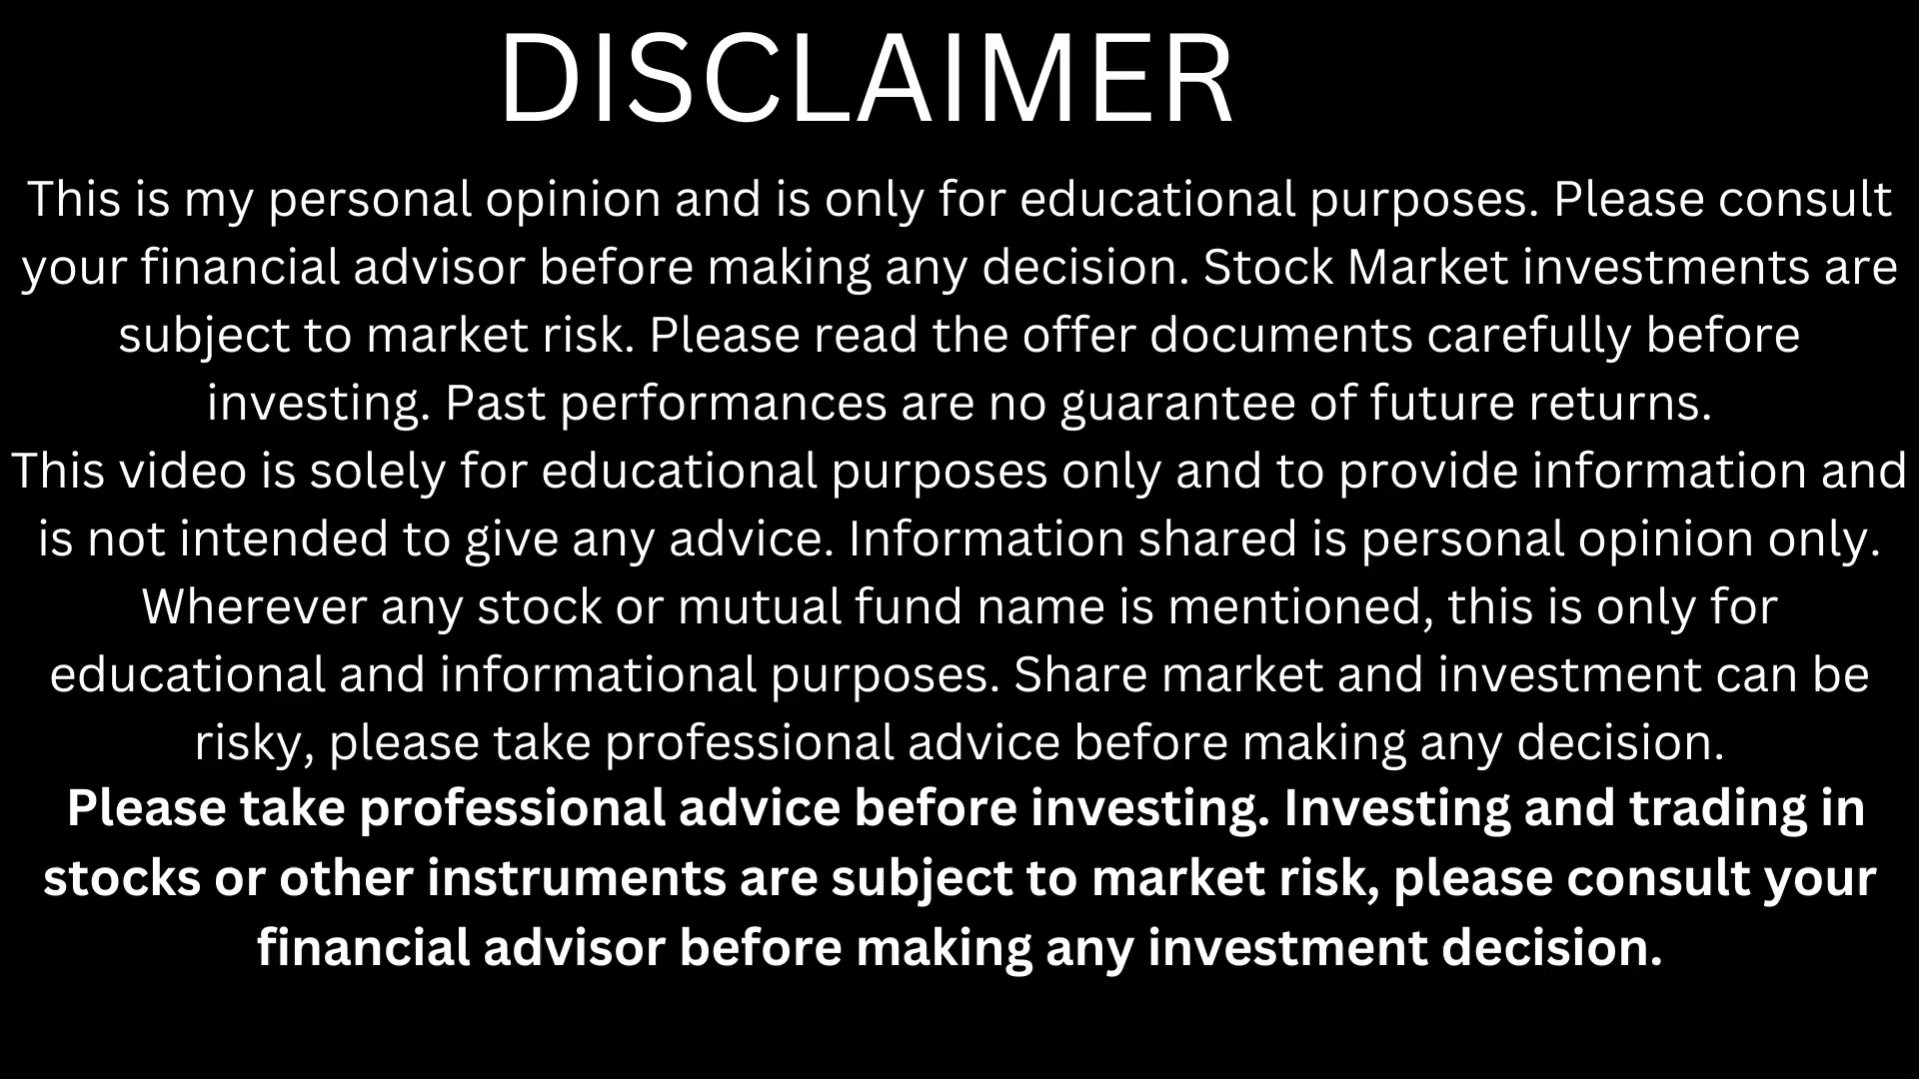 DISCLAIMER
This is my personal opinion and is only for educational purposes. Please consult
your financial advisor before making any decision. Stock Market investments are
subject to market risk. Please read the offer documents carefully before
investing. Past performances are no guarantee of future returns.
This video is solely for educational purposes only and to provide information and
is not intended to give any advice. Information shared is personal opinion only.
Wherever any stock or mutual fund name is mentioned, this is only for
educational and informational purposes. Share market and investment can be
risky, please take professional advice before making any decision.
Please take professional advice before investing. Investing and trading in
stocks or other instruments are subject to market risk, please consult your
financial advisor before making any investment decision.